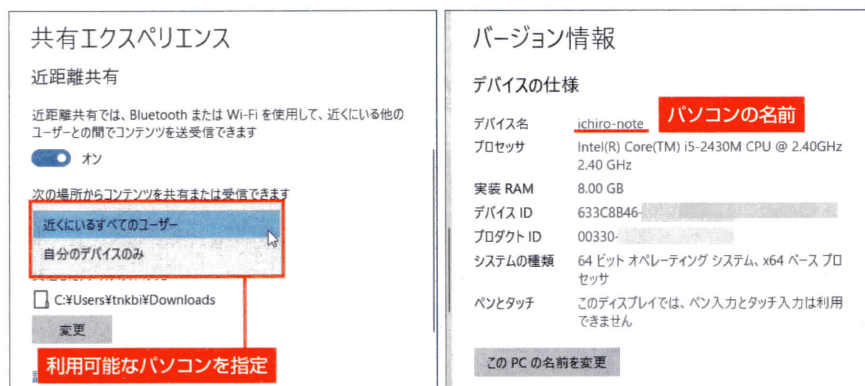 共有エクスペリエンス
近距離共有
近距離共有では、Bluetooth または Wi-Fi を使用して、近くにいる他の
ユーザーとの間でコンテンツを送受信できます
オン
次の場所からコンテンツを共有または受信できます
近くにいるすべてのユーザー
自分のデバイスのみ
C:¥Users¥tnkbi¥Downloads
変更
利用可能なパソコンを指定
バージョン情報
デバイスの仕様
デバイス名 ichiro-note パソコンの名前
プロセッサ Intel(R) Core(TM) i5-2430M CPU @ 2.40GHz
2.40 GHz
実装 RAM 8.00 GB
デバイス ID 633C8B46-
プロダクト ID 00330-
システムの種類 64 ビット オペレーティング システム、x64 ベース プロ
セッサ
ペンとタッチ このディスプレイでは、ペン入力とタッチ入力は利用
できません
この PC の名前を変更